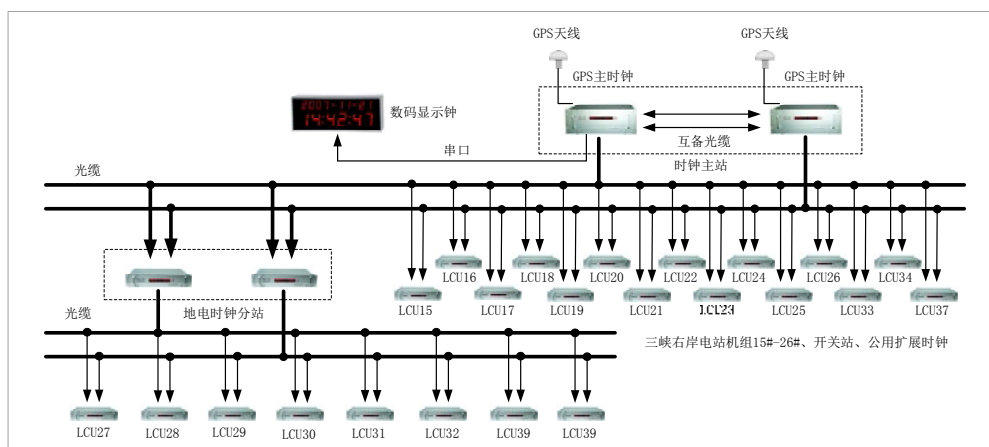 GPS天线
GPS天线
GPS主时钟
GPS主时钟
2007-11-21
14:42:47
数码显示钟
互备光缆
串口
时钟主站
光缆
LCU16
LCU18
LCU20
LCU22
LCU24
LCU26
LCU34
LCU15
LCU17
LCU19
LCU21
LCU23
LCU25
LCU33
LCU37
光缆
地电时钟分站
三峡右岸电站机组15#-26#、开关站、公用扩展时钟
LCU27
LCU28
LCU29
LCU30
LCU31
LCU32
LCU39
LCU39